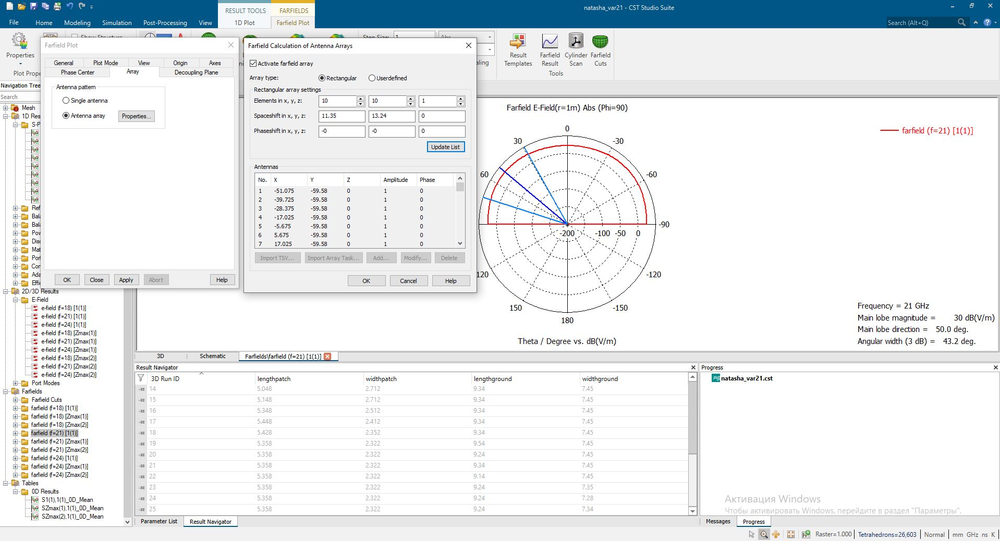 RESULT TOOLS
FARFIELDS
natasha_var21 - CST Studio Suite
File
Home
Modeling
Simulation
Post-Processing
View
1D Plot
Farfield Plot
Search (Alt+Q)
Properties
Plot Prope
Show Structure
Step Size:
1
Abs
aling
Result Templates
Farfield Result
Cylinder Scan
Farfield Cuts
Tools
Farfield Plot
General
Plot Mode
View
Origin
Axes
Phase Center
Array
Decoupling Plane
Antenna pattern
Single antenna
Antenna array
Properties...
OK
Close
Apply
Abort
Help
Farfield Calculation of Antenna Arrays
Activate farfield array
Array type:
Rectangular
Userdefined
Rectangular array settings
Elements in x, y, z: 10 10 1
Spaceshift in x, y, z: 11.35 13.24 0
Phaseshift in x, y, z: -0 -0 0
Update List
Antennas
No. X Y Z Amplitude Phase
1 -51.075 -59.58 0 1 0
2 -39.725 -59.58 0 1 0
3 -28.375 -59.58 0 1 0
4 -17.025 -59.58 0 1 0
5 -5.675 -59.58 0 1 0
6 5.675 -59.58 0 1 0
7 17.025 -59.58 0 1 0
Import TSV...
Import Array Task...
Add...
Modify...
Delete
OK
Cancel
Help
Navigation Tree
Search
Mesh
1D Res
S-P
Ref
Bala
Bala
Pow
Disc
Mat
Port
Con
Ada
Effic
2D/3D Results
E-Field
e-field (f=18) [1(1)]
e-field (f=21) [1(1)]
e-field (f=24) [1(1)]
e-field (f=18) [Zmax(1)]
e-field (f=21) [Zmax(1)]
e-field (f=24) [Zmax(1)]
e-field (f=18) [Zmax(2)]
e-field (f=21) [Zmax(2)]
e-field (f=24) [Zmax(2)]
Port Modes
Farfields
Farfield Cuts
farfield (f=18) [1(1)]
farfield (f=18) [Zmax(1)]
farfield (f=18) [Zmax(2)]
farfield (f=21) [1(1)]
farfield (f=21) [Zmax(1)]
farfield (f=21) [Zmax(2)]
farfield (f=24) [1(1)]
farfield (f=24) [Zmax(1)]
farfield (f=24) [Zmax(2)]
Tables
0D Results
S1(1),1(1)_0D_Mean
SZmax(1),1(1)_0D_Mean
SZmax(2),1(1)_0D_Mean
Farfield E-Field(r=1m) Abs (Phi=90)
farfield (f=21) [1(1)]
0
30
-30
60
-60
-90
-200
-100
-50
0
120
-120
150
-150
180
Theta / Degree vs. dB(V/m)
Frequency = 21 GHz
Main lobe magnitude = 30 dB(V/m)
Main lobe direction = 50.0 deg.
Angular width (3 dB) = 43.2 deg.
3D
Schematic
Farfields\farfield (f=21) [1(1)]
Result Navigator
3D Run ID lengthpatch widthpatch lengthground widthground
14 5.048 2.712 9.34 7.45
15 5.148 2.712 9.34 7.45
16 5.348 2.512 9.34 7.45
17 5.448 2.412 9.34 7.45
18 5.428 2.352 9.34 7.45
19 5.358 2.322 9.54 7.45
20 5.358 2.322 9.24 7.45
21 5.358 2.322 9.34 7.45
22 5.358 2.322 9.14 7.45
23 5.358 2.322 9.24 7.35
24 5.358 2.322 9.24 7.28
25 5.358 2.322 9.24 7.34
Parameter List
Result Navigator
Progress
natasha_var21.cst
Активация Windows
Чтобы активировать Windows, перейдите в раздел "Параметры".
Messages
Progress
Raster=1.000
Tetrahedrons=26,603
Normal
mm GHz ns K